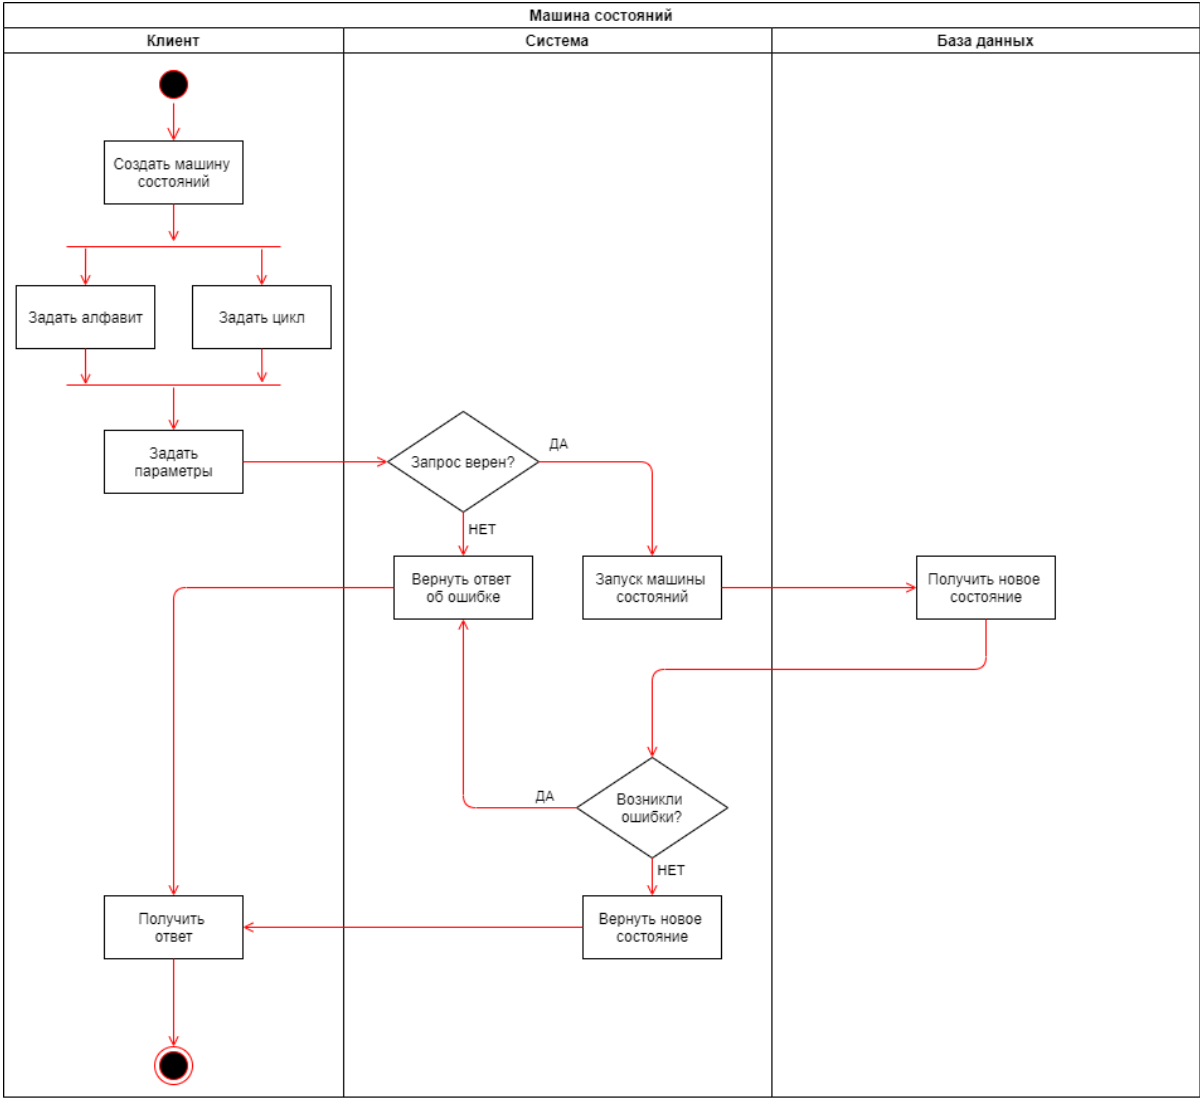 Машина состояний
Клиент
Система
База данных
Создать машину
состояний
Задать алфавит
Задать цикл
Задать
параметры
Запрос верен?
ДА
НЕТ
Вернуть ответ
об ошибке
Запуск машины
состояний
Получить новое
состояние
ДА
Возникли
ошибки?
НЕТ
Получить
ответ
Вернуть новое
состояние